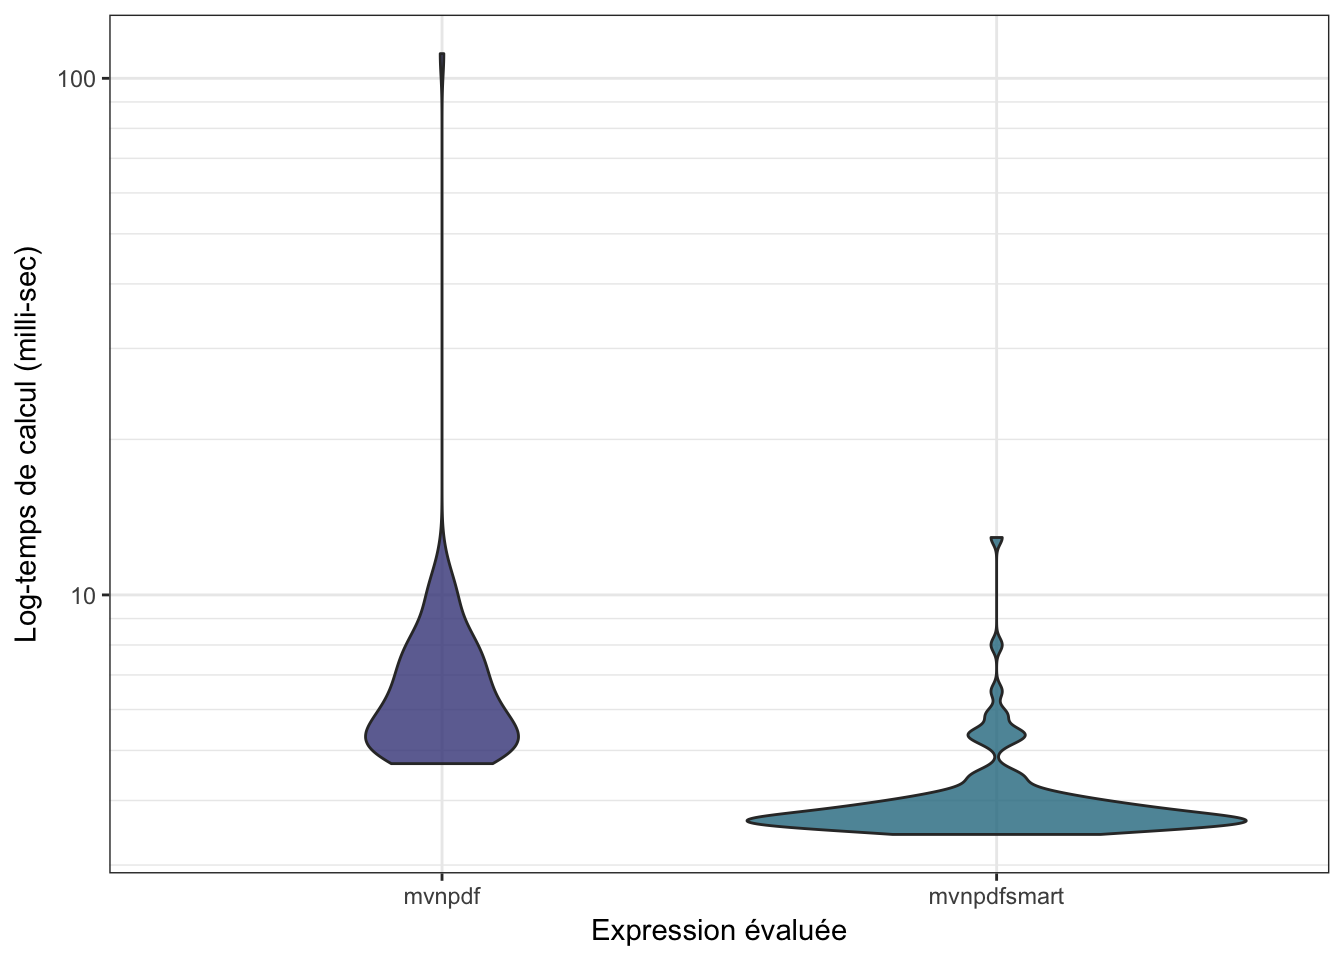 100
10
Log-temps de calcul (milli-sec)
mvnpdf
mvnpdfsmart
Expression évaluée